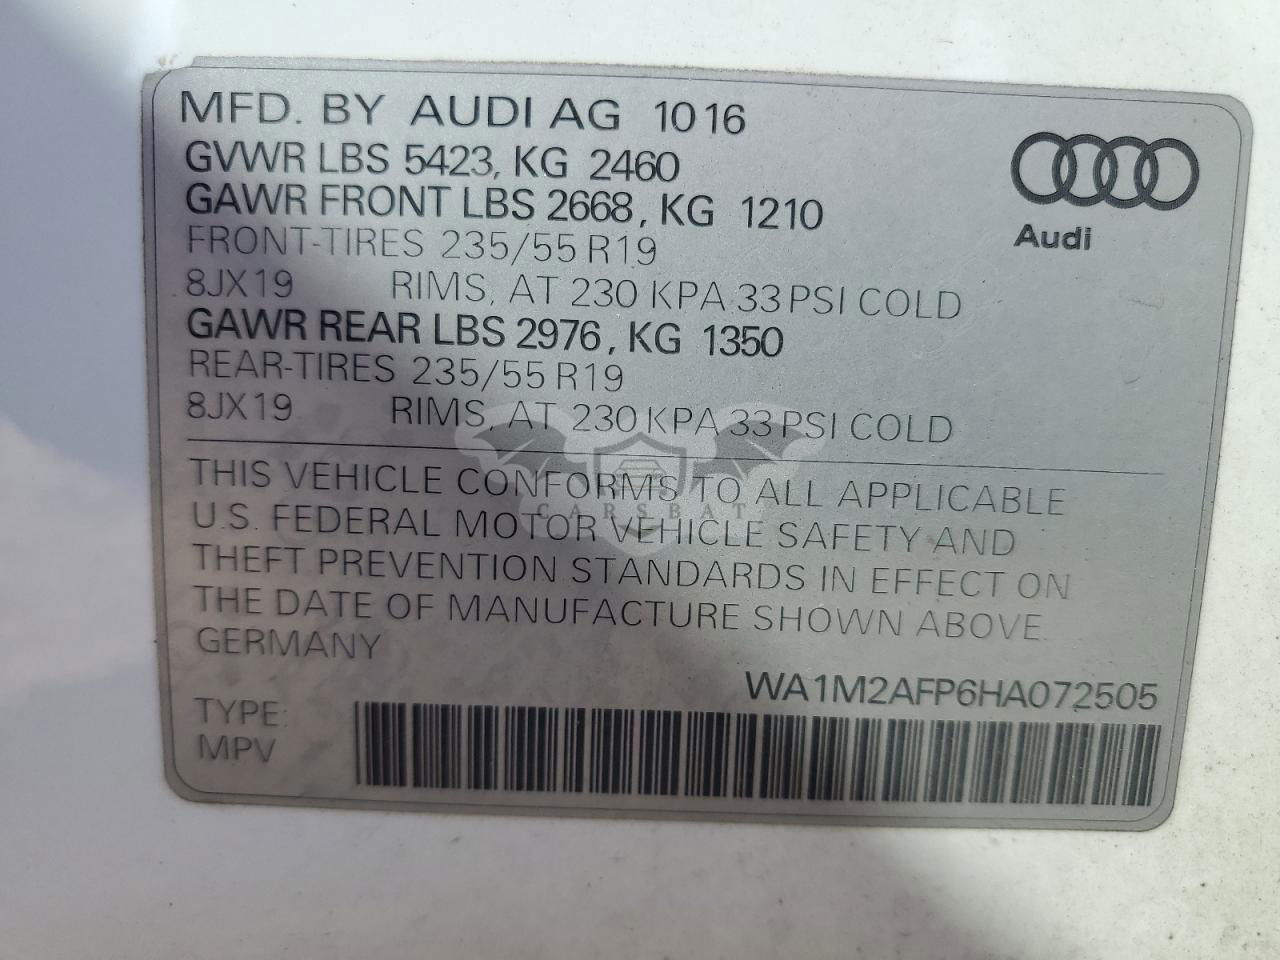 MFD. BY AUDI AG 10 16
GVWR LBS 5423, KG 2460
GAWR FRONT LBS 2668, KG 1210
FRONT-TIRES 235/55 R19
8JX19 RIMS, AT 230 KPA 33 PSI COLD
GAWR REAR LBS 2976, KG 1350
REAR-TIRES 235/55 R19
8JX19 RIMS, AT 230 KPA 33 PSI COLD
Audi
THIS VEHICLE CONFORMS TO ALL APPLICABLE
U.S. FEDERAL MOTOR VEHICLE SAFETY AND
THEFT PREVENTION STANDARDS IN EFFECT ON
THE DATE OF MANUFACTURE SHOWN ABOVE.
GERMANY
WA1M2AFP6HA072505
TYPE:
MPV
CARSBAT